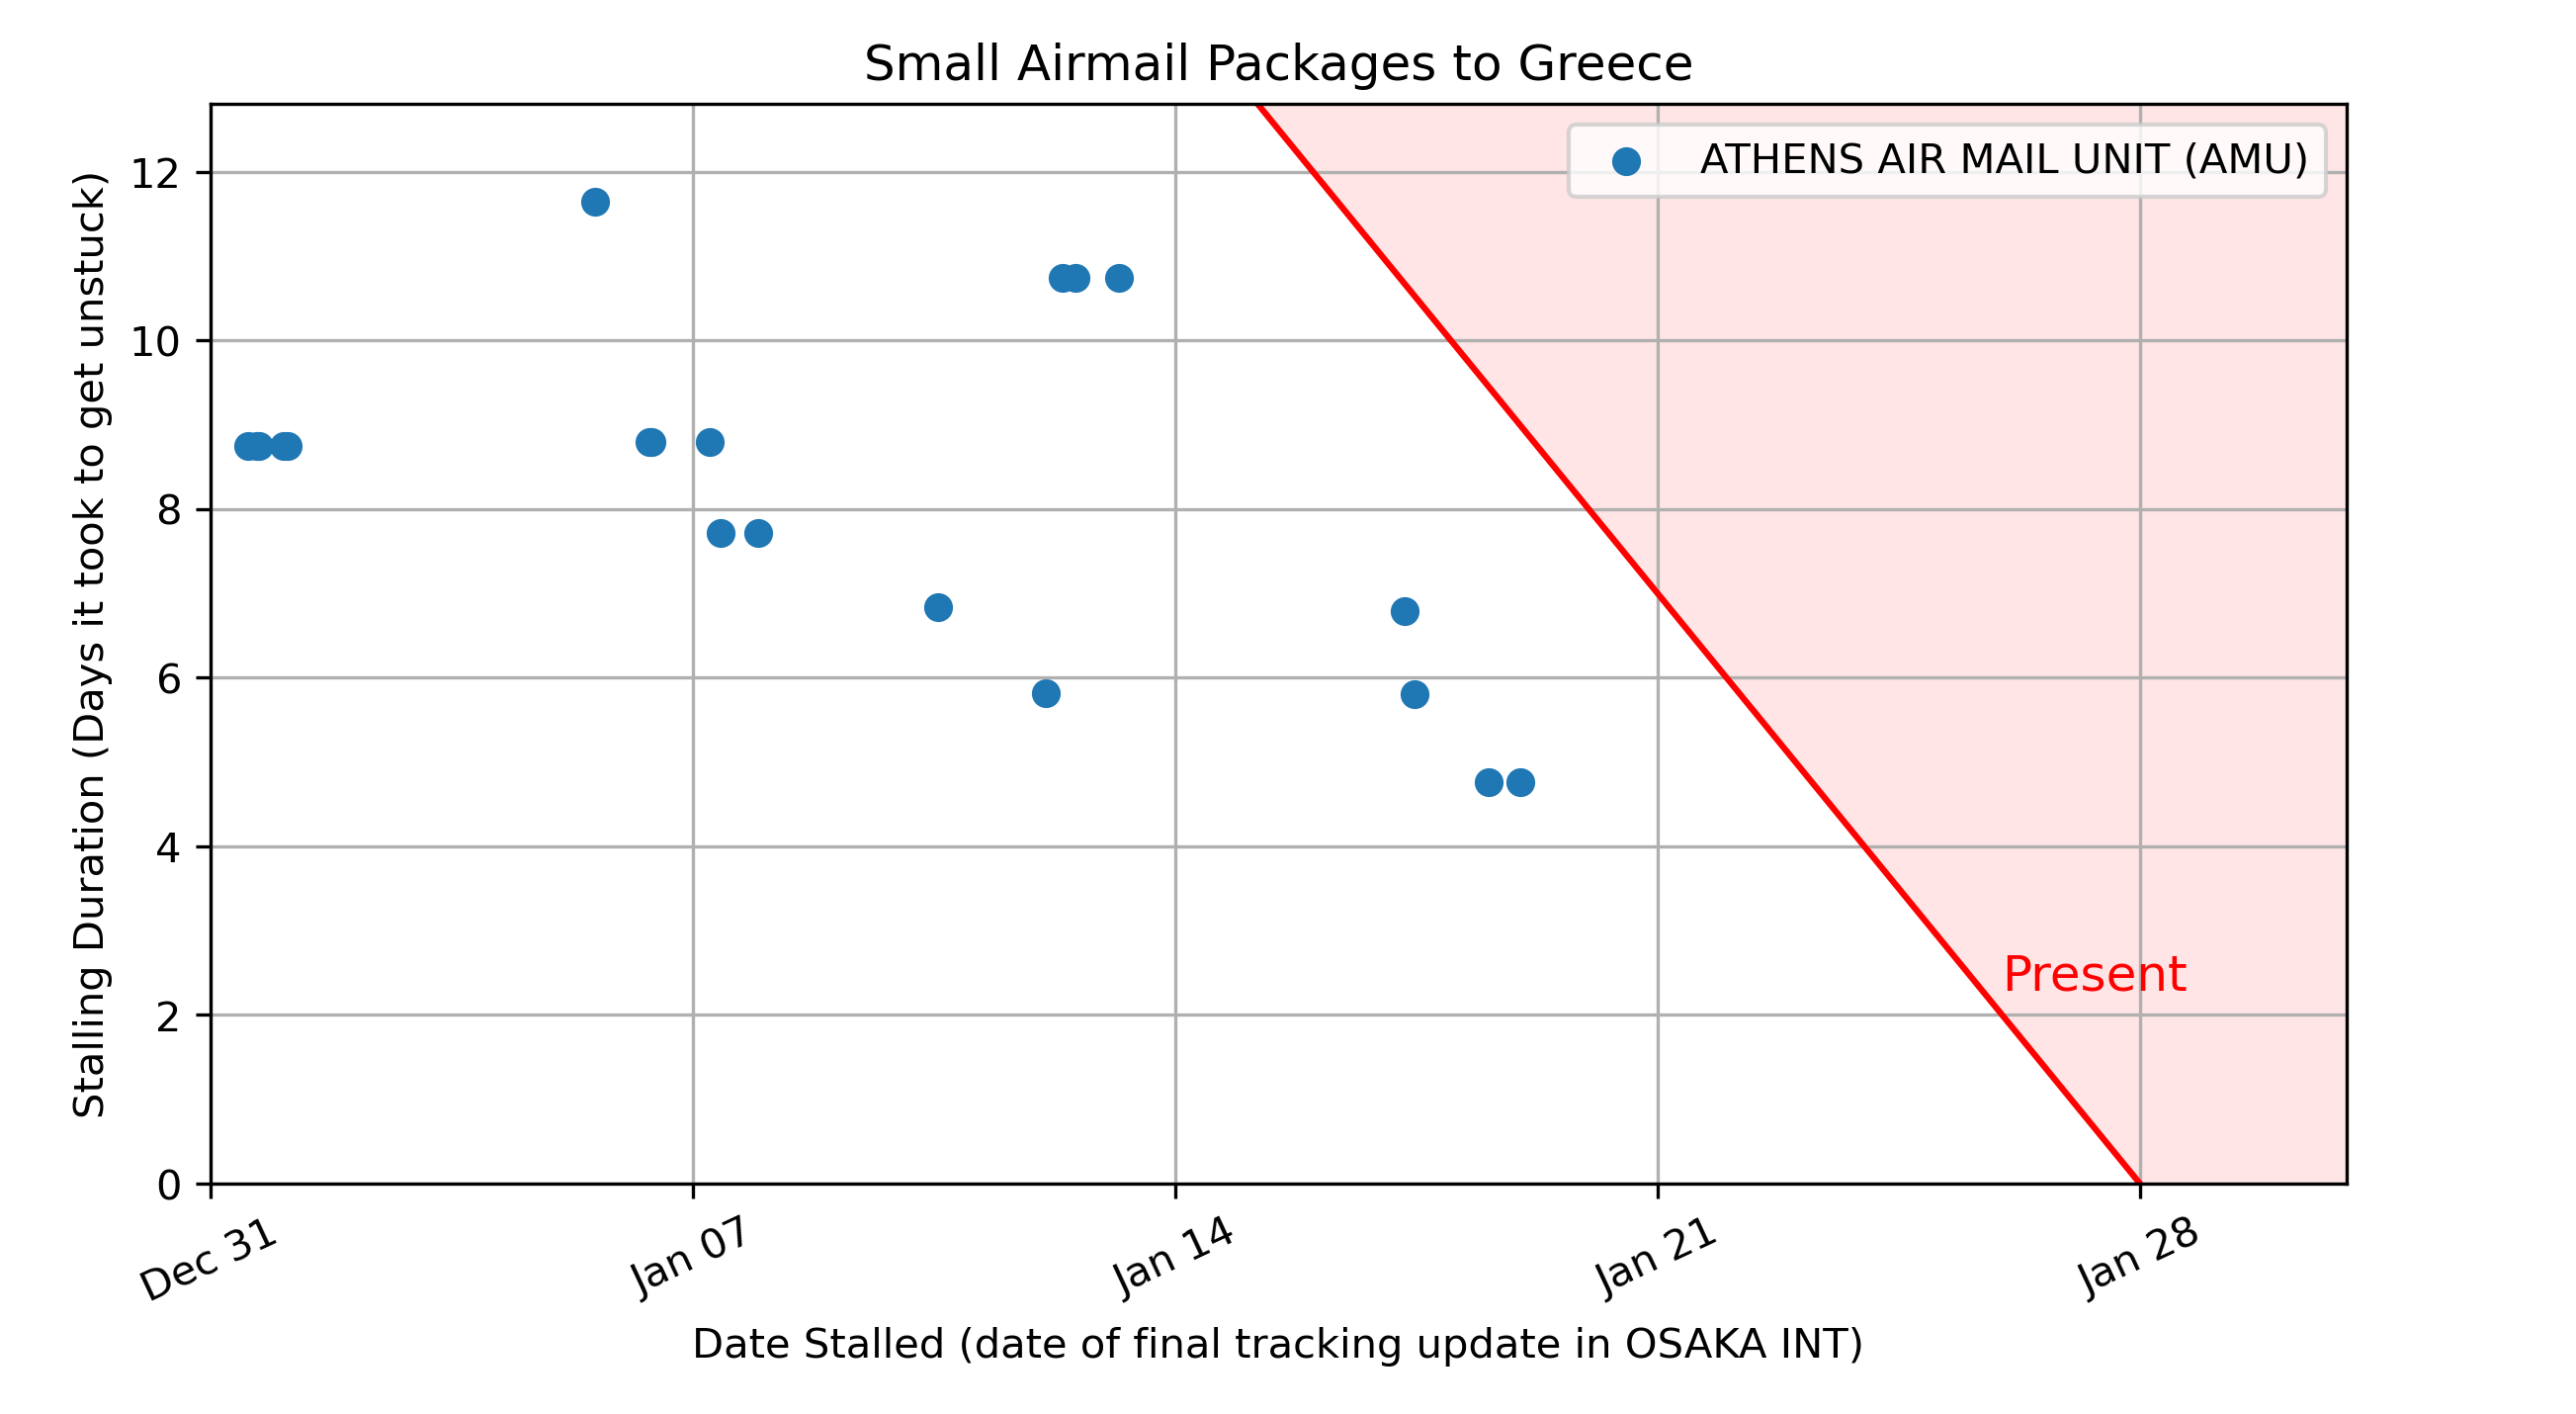 Small Airmail Packages to Greece
ATHENS AIR MAIL UNIT (AMU)
Stalling Duration (Days it took to get unstuck)
12
10
8
6
4
2
0
Present
Dec 31
Jan 07
Jan 14
Jan 21
Jan 28
Date Stalled (date of final tracking update in OSAKA INT)